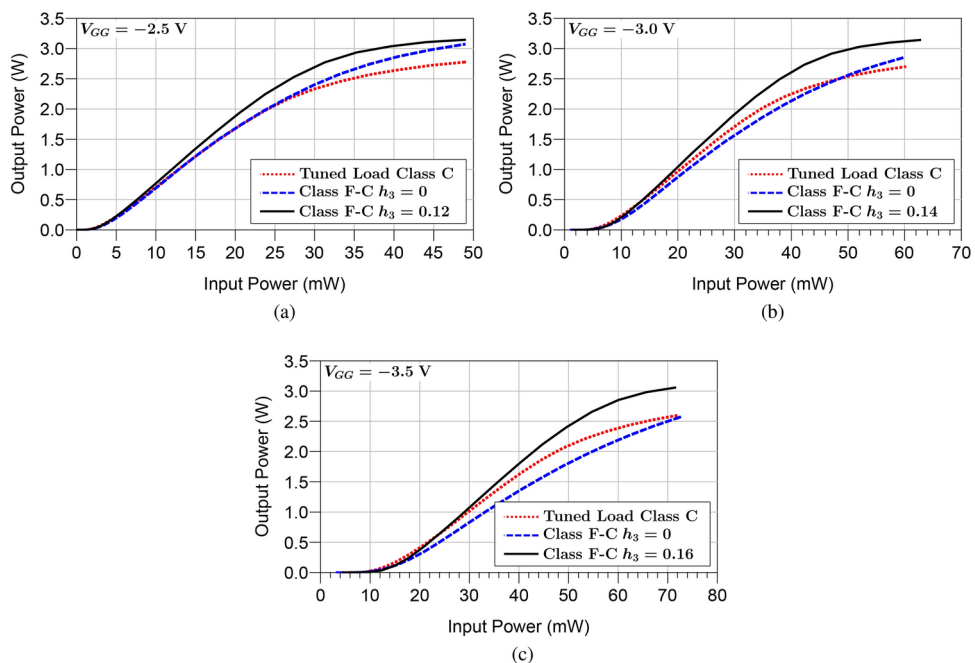 V_GG = −2.5 V
Output Power (W)
3.5
3.0
2.5
2.0
1.5
1.0
0.5
0.0
Tuned Load Class C
Class F-C h₃ = 0
Class F-C h₃ = 0.12
0 5 10 15 20 25 30 35 40 45 50
Input Power (mW)
(a)
V_GG = −3.0 V
Output Power (W)
3.5
3.0
2.5
2.0
1.5
1.0
0.5
0.0
Tuned Load Class C
Class F-C h₃ = 0
Class F-C h₃ = 0.14
0 10 20 30 40 50 60 70
Input Power (mW)
(b)
V_GG = −3.5 V
Output Power (W)
3.5
3.0
2.5
2.0
1.5
1.0
0.5
0.0
Tuned Load Class C
Class F-C h₃ = 0
Class F-C h₃ = 0.16
0 10 20 30 40 50 60 70 80
Input Power (mW)
(c)